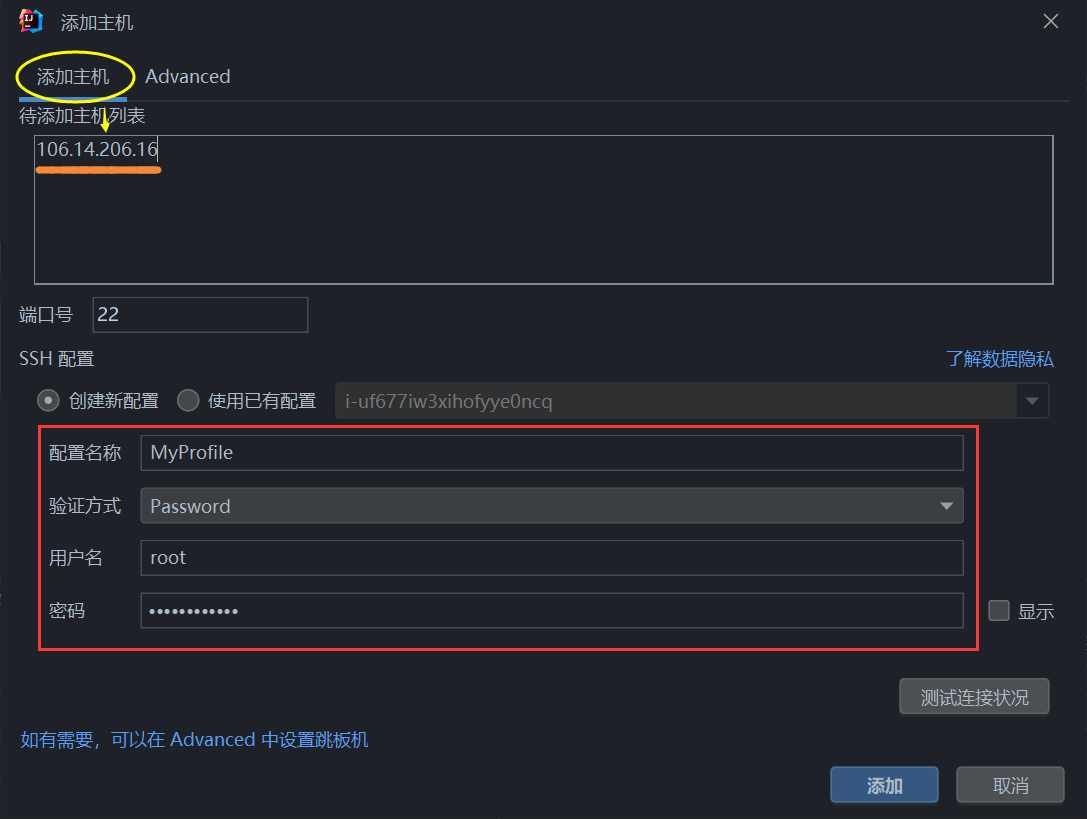 添加主机
添加主机 Advanced
待添加主机列表
106.14.206.16
端口号 22
SSH 配置 了解数据隐私
创建新配置 使用已有配置 i-uf677iw3xihofyye0ncq
配置名称 MyProfile
验证方式 Password
用户名 root
密码 •••••••••••• 显示
测试连接状况
如有需要，可以在 Advanced 中设置跳板机
添加 取消